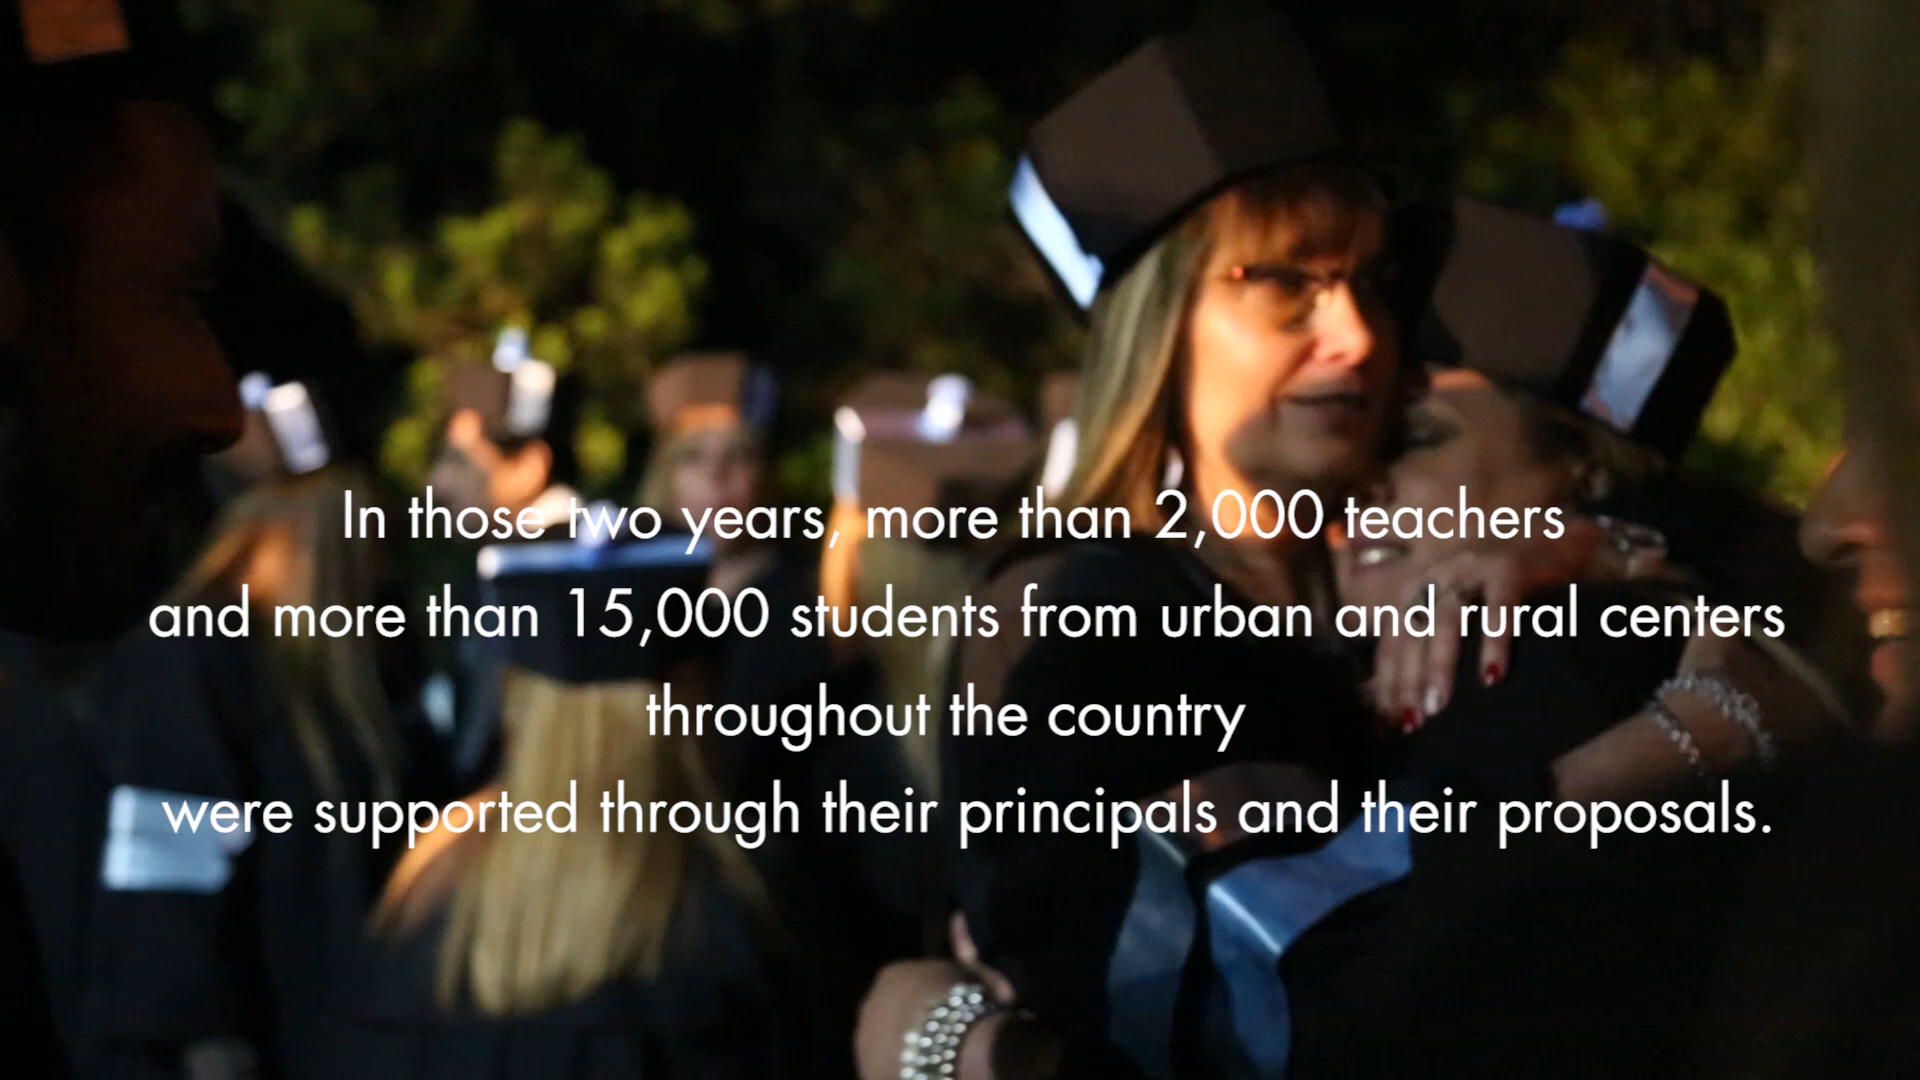 In those two years, more than 2,000 teachers
and more than 15,000 students from urban and rural centers
throughout the country
were supported through their principals and their proposals.